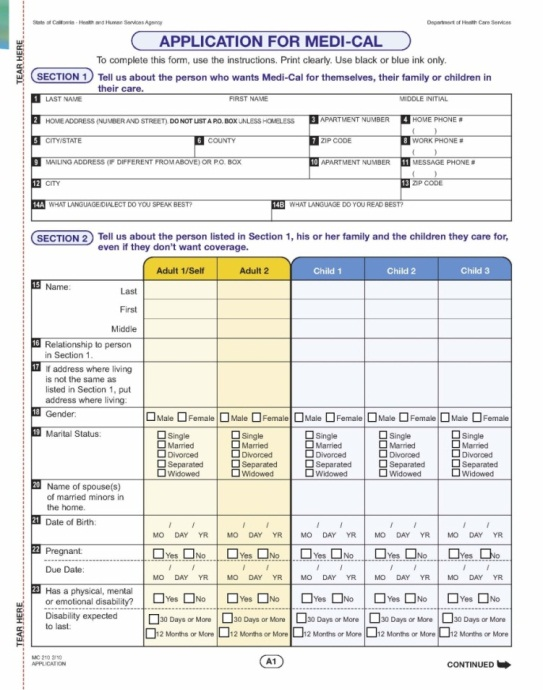 State of California - Health and Human Services Agency Department of Health Care Services
TEAR HERE
APPLICATION FOR MEDI-CAL
To complete this form, use the instructions. Print clearly. Use black or blue ink only.
SECTION 1 Tell us about the person who wants Medi-Cal for themselves, their family or children in
their care.
1 LAST NAME FIRST NAME MIDDLE INITIAL
2 HOME ADDRESS (NUMBER AND STREET). DO NOT LIST A P.O. BOX UNLESS HOMELESS 3 APARTMENT NUMBER 4 HOME PHONE #
( )
5 CITY/STATE 6 COUNTY 7 ZIP CODE 8 WORK PHONE #
( )
9 MAILING ADDRESS (IF DIFFERENT FROM ABOVE) OR P.O. BOX 10 APARTMENT NUMBER 11 MESSAGE PHONE #
( )
12 CITY 13 ZIP CODE
14A WHAT LANGUAGE/DIALECT DO YOU SPEAK BEST? 14B WHAT LANGUAGE DO YOU READ BEST?
SECTION 2 Tell us about the person listed in Section 1, his or her family and the children they care for,
even if they don't want coverage.
Adult 1/Self Adult 2 Child 1 Child 2 Child 3
15 Name: Last
First
Middle
16 Relationship to person
in Section 1.
17 If address where living
is not the same as
listed in Section 1, put
address where living:
18 Gender: Male Female Male Female Male Female Male Female Male Female
19 Marital Status: Single Single Single Single Single
Married Married Married Married Married
Divorced Divorced Divorced Divorced Divorced
Separated Separated Separated Separated Separated
Widowed Widowed Widowed Widowed Widowed
20 Name of spouse(s)
of married minors in
the home.
21 Date of Birth: / / / / / / / / / /
MO DAY YR MO DAY YR MO DAY YR MO DAY YR MO DAY YR
22 Pregnant: Yes No Yes No Yes No Yes No Yes No
Due Date: / / / / / / / / / /
MO DAY YR MO DAY YR MO DAY YR MO DAY YR MO DAY YR
23 Has a physical, mental
or emotional disability? Yes No Yes No Yes No Yes No Yes No
Disability expected 30 Days or More 30 Days or More 30 Days or More 30 Days or More 30 Days or More
to last: 12 Months or More 12 Months or More 12 Months or More 12 Months or More 12 Months or More
TEAR HERE
MC 210 2/10
APPLICATION
A1
CONTINUED